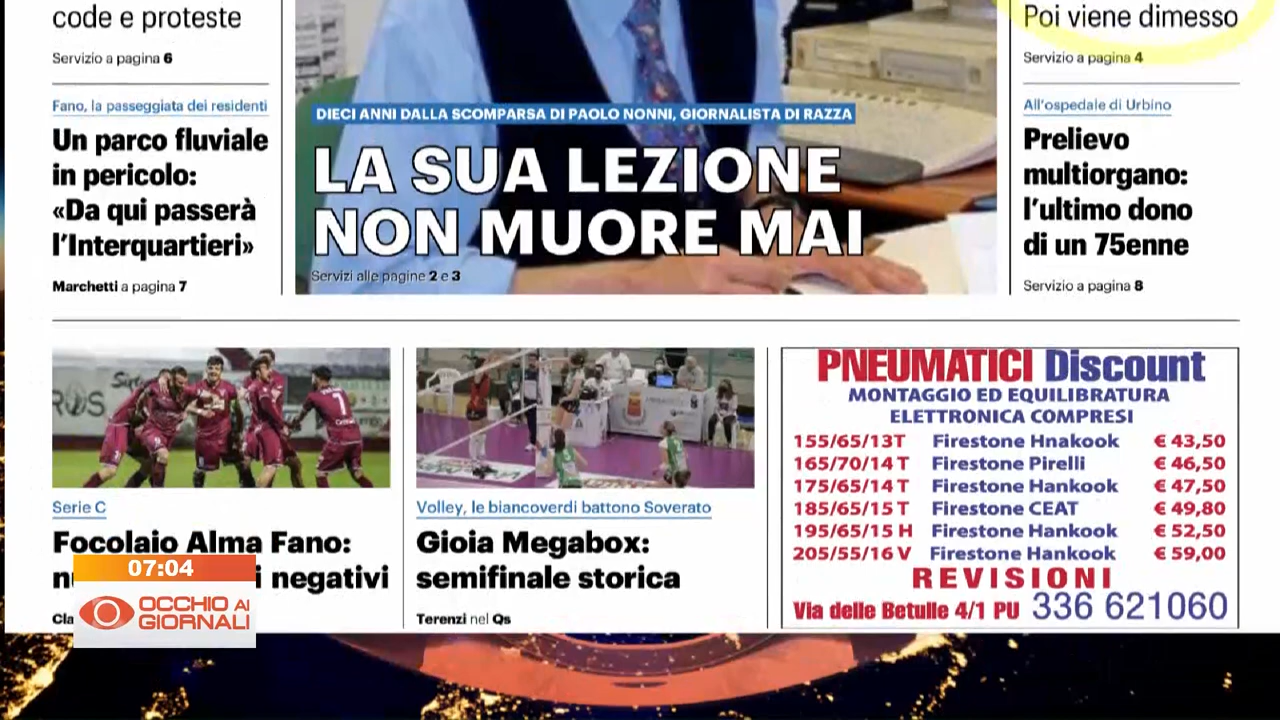 code e proteste
Servizio a pagina 6
Fano, la passeggiata dei residenti
Un parco fluviale
in pericolo:
«Da qui passerà
l'Interquartieri»
Marchetti a pagina 7
DIECI ANNI DALLA SCOMPARSA DI PAOLO NONNI, GIORNALISTA DI RAZZA
LA SUA LEZIONE
NON MUORE MAI
Servizi alle pagine 2 e 3
Poi viene dimesso
Servizio a pagina 4
All'ospedale di Urbino
Prelievo
multiorgano:
l'ultimo dono
di un 75enne
Servizio a pagina 8
Serie C
Focolaio Alma Fano:
negativi
Volley, le biancoverdi battono Soverato
Gioia Megabox:
semifinale storica
Terenzi nel Qs
PNEUMATICI Discount
MONTAGGIO ED EQUILIBRATURA
ELETTRONICA COMPRESI
155/65/13T Firestone Hnakook € 43,50
165/70/14 T Firestone Pirelli € 46,50
175/65/14 T Firestone Hankook € 47,50
185/65/15 T Firestone CEAT € 49,80
195/65/15 H Firestone Hankook € 52,50
205/55/16 V Firestone Hankook € 59,00
REVISIONI
Via delle Betulle 4/1 PU 336 621060
07:04
OCCHIO AI
GIORNALI